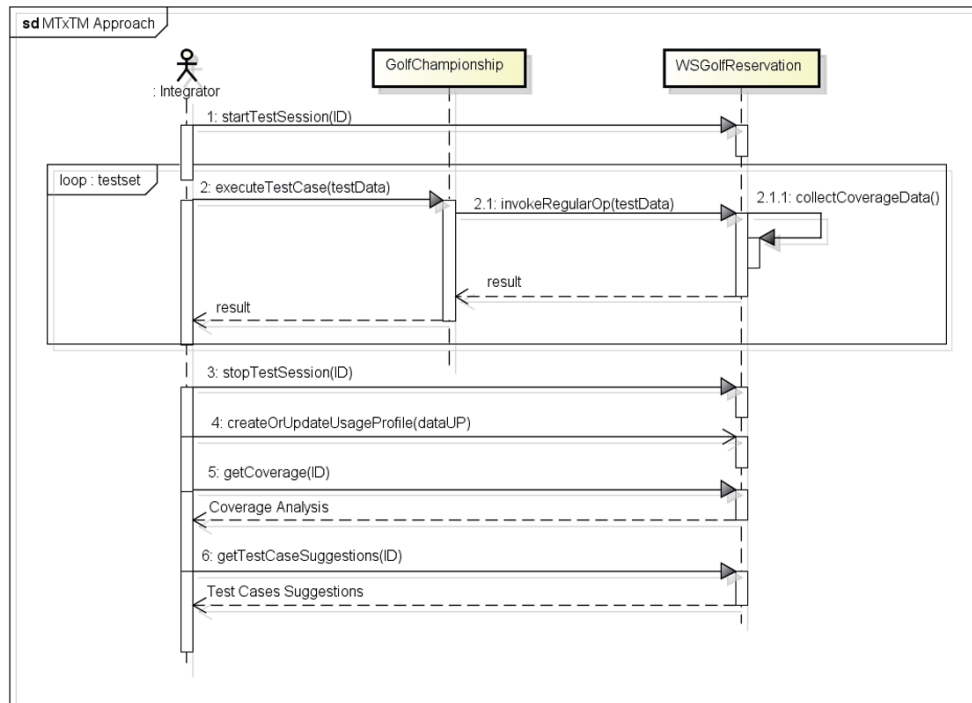 sd MTxTM Approach
GolfChampionship
WSGolfReservation
: Integrator
1: startTestSession(ID)
loop : testset
2: executeTestCase(testData)
2.1: invokeRegularOp(testData)
2.1.1: collectCoverageData()
result
result
3: stopTestSession(ID)
4: createOrUpdateUsageProfile(dataUP)
5: getCoverage(ID)
Coverage Analysis
6: getTestCaseSuggestions(ID)
Test Cases Suggestions